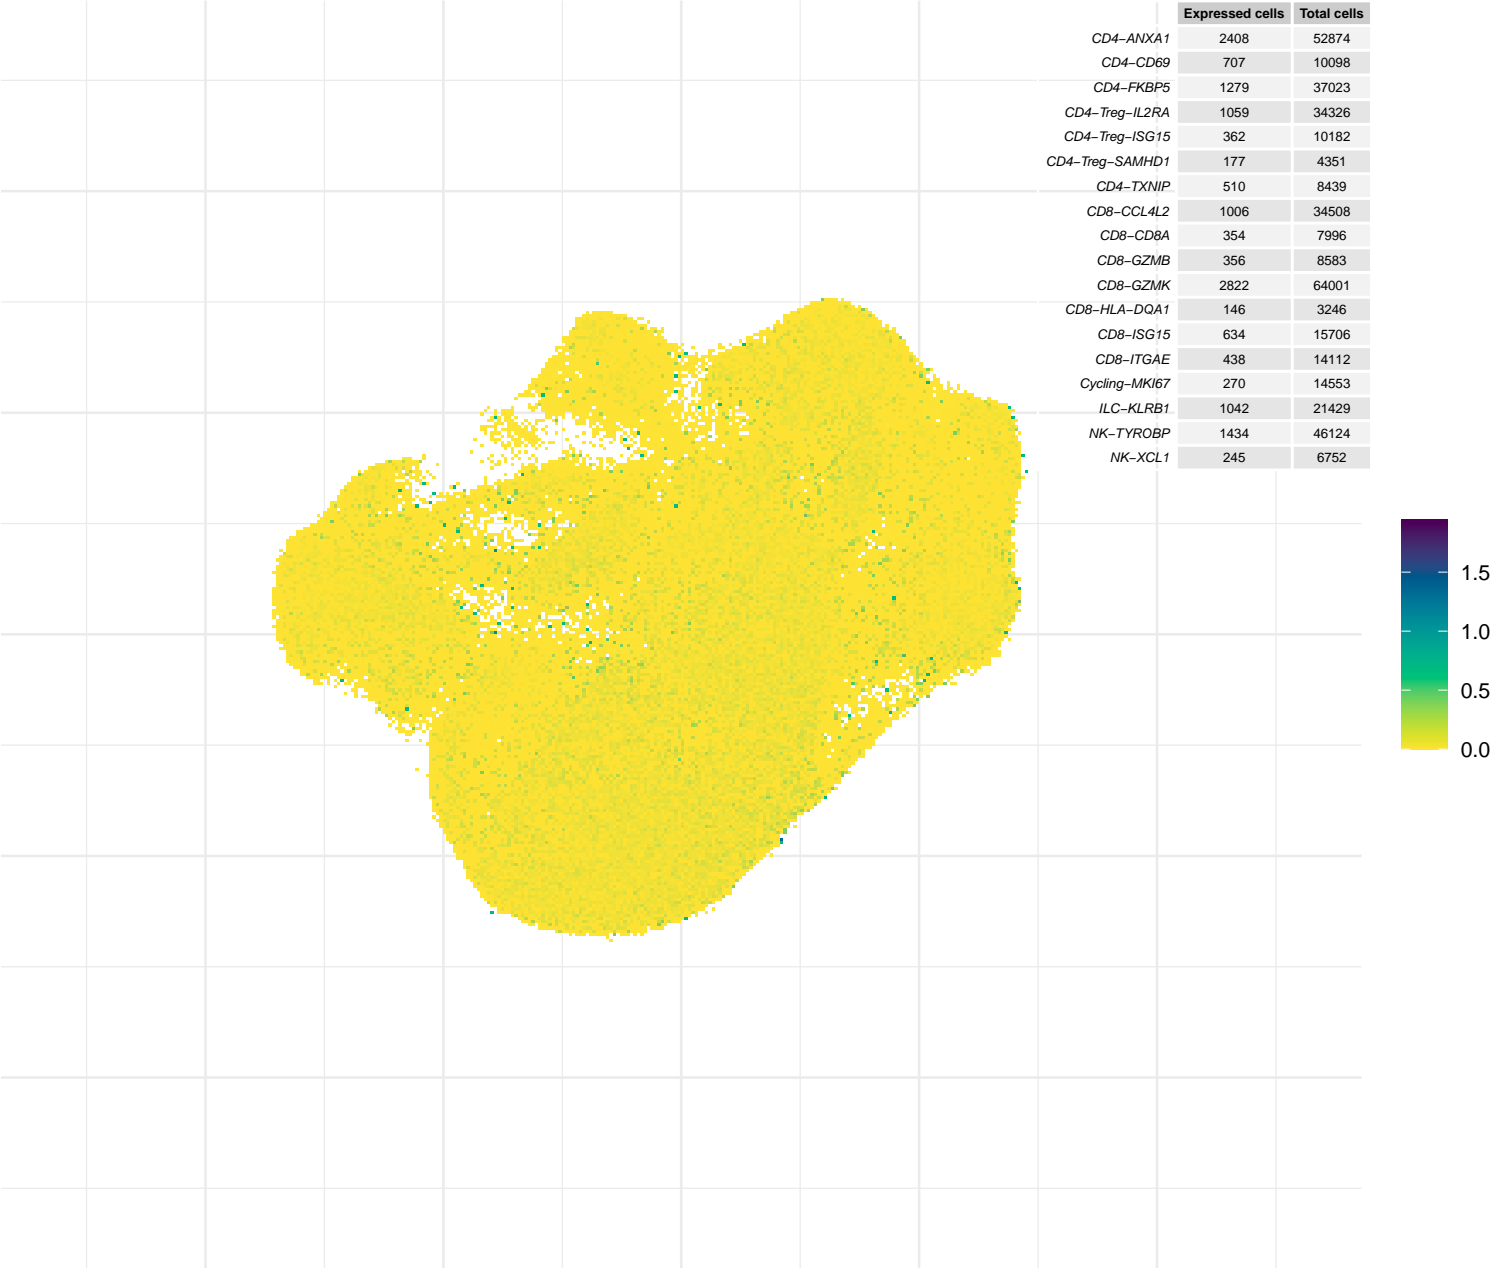 Expressed cells Total cells
CD4−ANXA1 2408 52874
CD4−CD69 707 10098
CD4−FKBP5 1279 37023
CD4−Treg−IL2RA 1059 34326
CD4−Treg−ISG15 362 10182
CD4−Treg−SAMHD1 177 4351
CD4−TXNIP 510 8439
CD8−CCL4L2 1006 34508
CD8−CD8A 354 7996
CD8−GZMB 356 8583
CD8−GZMK 2822 64001
CD8−HLA−DQA1 146 3246
CD8−ISG15 634 15706
CD8−ITGAE 438 14112
Cycling−MKI67 270 14553
ILC−KLRB1 1042 21429
NK−TYROBP 1434 46124
NK−XCL1 245 6752
1.5
1.0
0.5
0.0